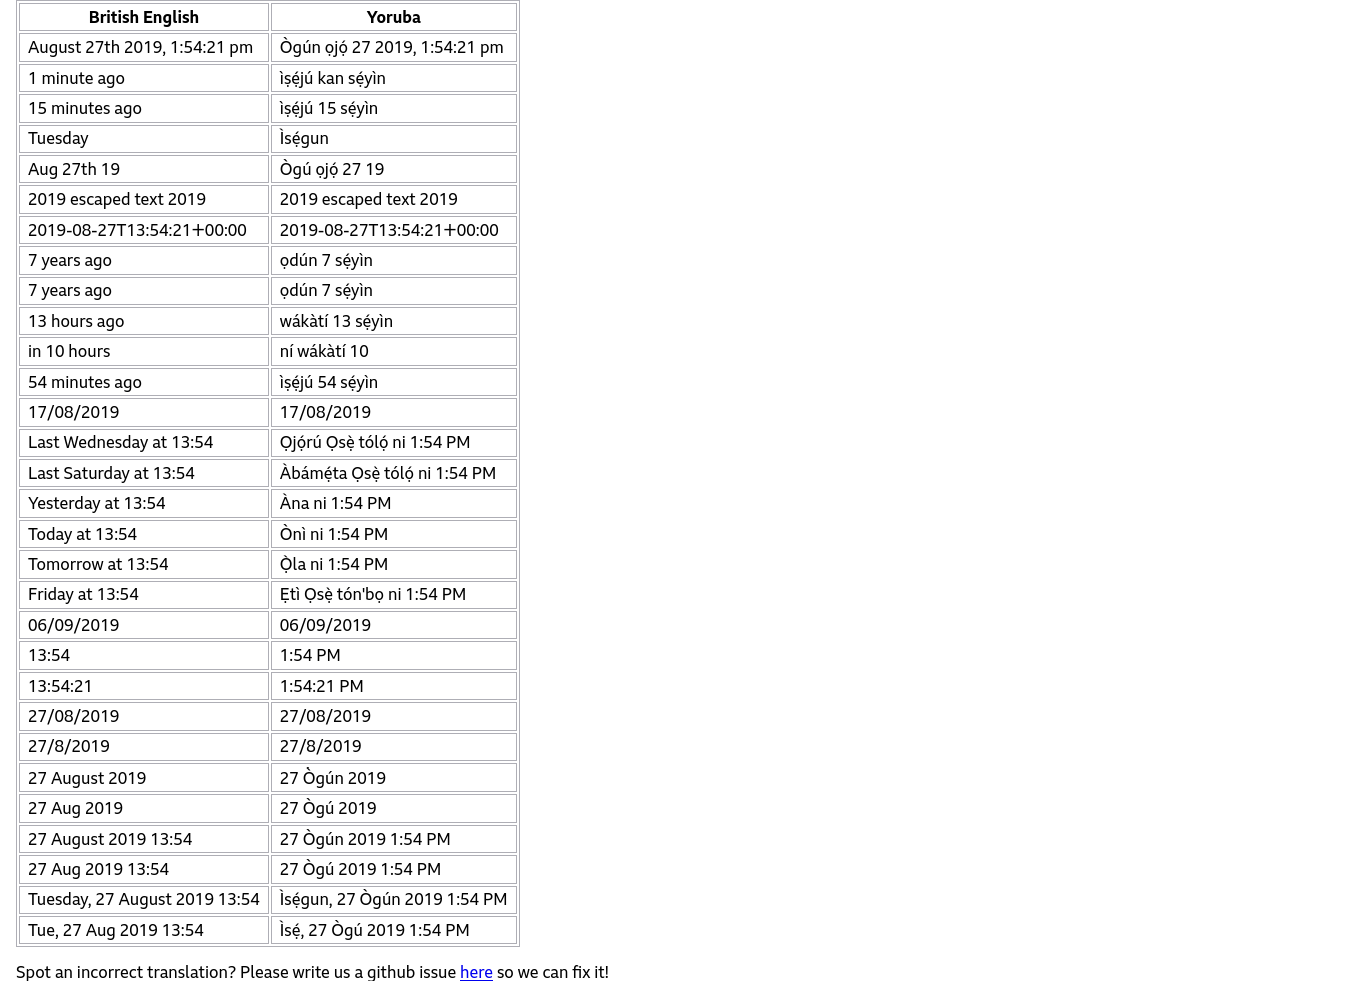 British English Yoruba
August 27th 2019, 1:54:21 pm Ògún ọjọ́ 27 2019, 1:54:21 pm
1 minute ago ìsẹ́jú kan sẹ́yìn
15 minutes ago ìsẹ́jú 15 sẹ́yìn
Tuesday Ìsẹ́gun
Aug 27th 19 Ògú ọjọ́ 27 19
2019 escaped text 2019 2019 escaped text 2019
2019-08-27T13:54:21+00:00 2019-08-27T13:54:21+00:00
7 years ago ọdún 7 sẹ́yìn
7 years ago ọdún 7 sẹ́yìn
13 hours ago wákàtí 13 sẹ́yìn
in 10 hours ní wákàtí 10
54 minutes ago ìsẹ́jú 54 sẹ́yìn
17/08/2019 17/08/2019
Last Wednesday at 13:54 Ọjọ́rú Ọsẹ̀ tólọ́ ni 1:54 PM
Last Saturday at 13:54 Àbámẹ́ta Ọsẹ̀ tólọ́ ni 1:54 PM
Yesterday at 13:54 Àna ni 1:54 PM
Today at 13:54 Ònì ni 1:54 PM
Tomorrow at 13:54 Ọ̀la ni 1:54 PM
Friday at 13:54 Ẹtì Ọsẹ̀ tón'bọ ni 1:54 PM
06/09/2019 06/09/2019
13:54 1:54 PM
13:54:21 1:54:21 PM
27/08/2019 27/08/2019
27/8/2019 27/8/2019
27 August 2019 27 Ògún 2019
27 Aug 2019 27 Ògú 2019
27 August 2019 13:54 27 Ògún 2019 1:54 PM
27 Aug 2019 13:54 27 Ògú 2019 1:54 PM
Tuesday, 27 August 2019 13:54 Ìsẹ́gun, 27 Ògún 2019 1:54 PM
Tue, 27 Aug 2019 13:54 Ìsẹ́, 27 Ògú 2019 1:54 PM
Spot an incorrect translation? Please write us a github issue here so we can fix it!